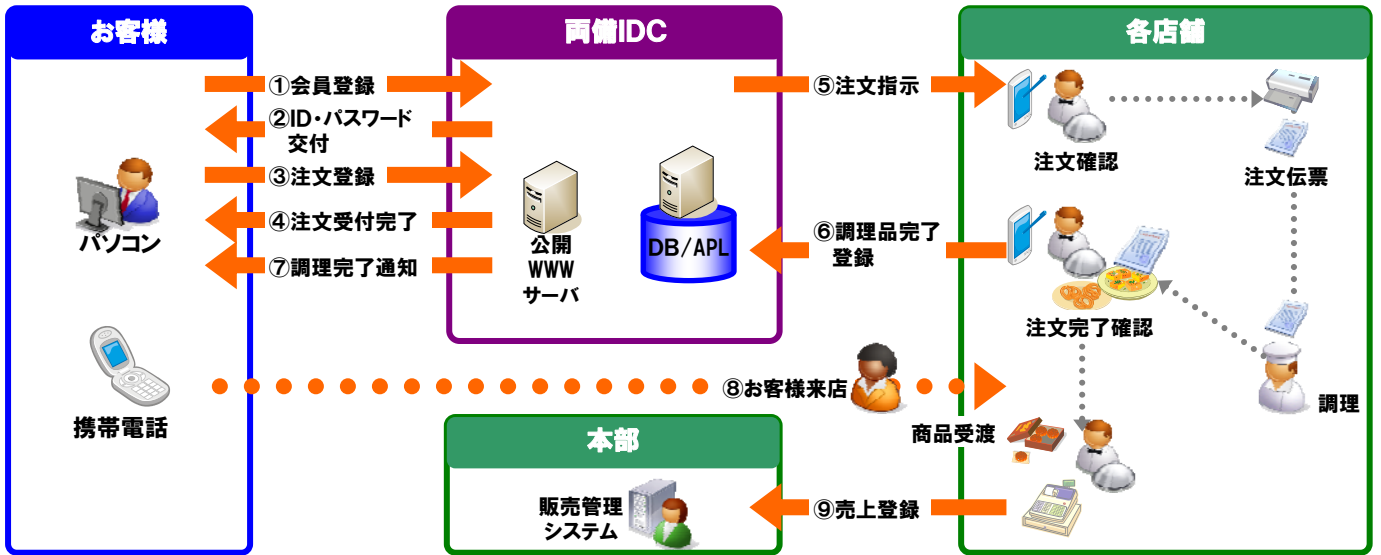 お客様
両備IDC
各店舗
①会員登録
②ID・パスワード
交付
③注文登録
④注文受付完了
⑦調理完了通知
パソコン
携帯電話
公開
WWW
サーバ
DB/APL
⑤注文指示
⑥調理品完了
登録
注文確認
注文伝票
注文完了確認
調理
⑧お客様来店
商品受渡
本部
販売管理
システム
⑨売上登録